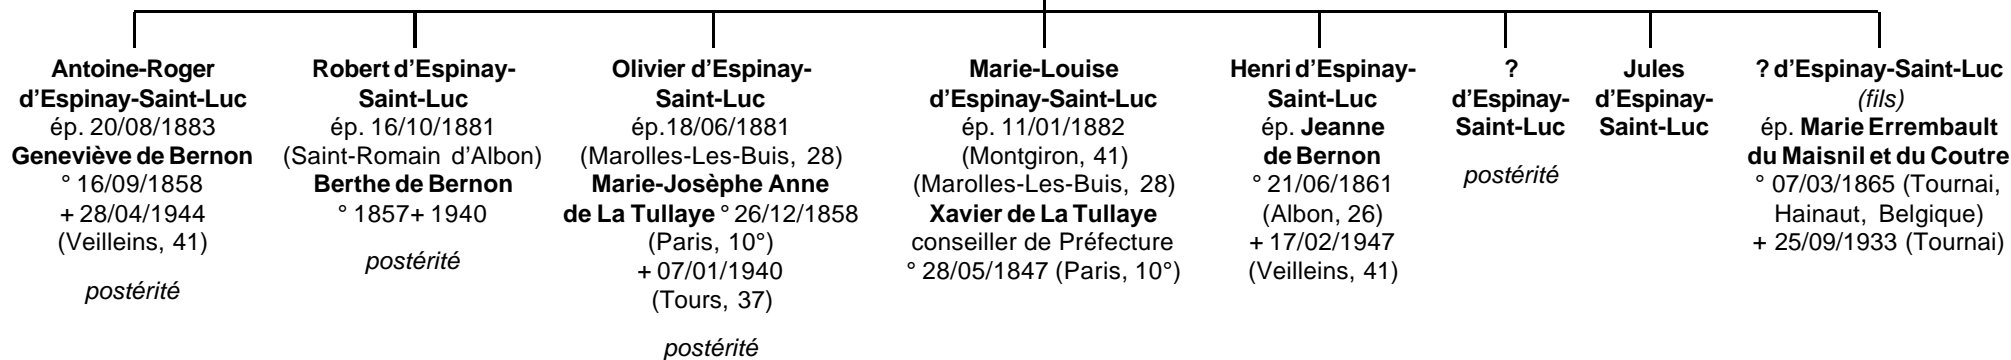 Antoine-Roger
d’Espinay-Saint-Luc
ép. 20/08/1883
Geneviève de Bernon
° 16/09/1858
+ 28/04/1944
(Veilleins, 41)
postérité
Robert d’Espinay-
Saint-Luc
ép. 16/10/1881
(Saint-Romain d’Albon)
Berthe de Bernon
° 1857+ 1940
postérité
Olivier d’Espinay-
Saint-Luc
ép.18/06/1881
(Marolles-Les-Buis, 28)
Marie-Josèphe Anne
de La Tullaye ° 26/12/1858
(Paris, 10°)
+ 07/01/1940
(Tours, 37)
postérité
Marie-Louise
d’Espinay-Saint-Luc
ép. 11/01/1882
(Montgiron, 41)
(Marolles-Les-Buis, 28)
Xavier de La Tullaye
conseiller de Préfecture
° 28/05/1847 (Paris, 10°)
Henri d’Espinay-
Saint-Luc
ép. Jeanne
de Bernon
° 21/06/1861
(Albon, 26)
+ 17/02/1947
(Veilleins, 41)
?
d’Espinay-
Saint-Luc
postérité
Jules
d’Espinay-
Saint-Luc
? d’Espinay-Saint-Luc
(fils)
ép. Marie Errembault
du Maisnil et du Coutre
° 07/03/1865 (Tournai,
Hainaut, Belgique)
+ 25/09/1933 (Tournai)